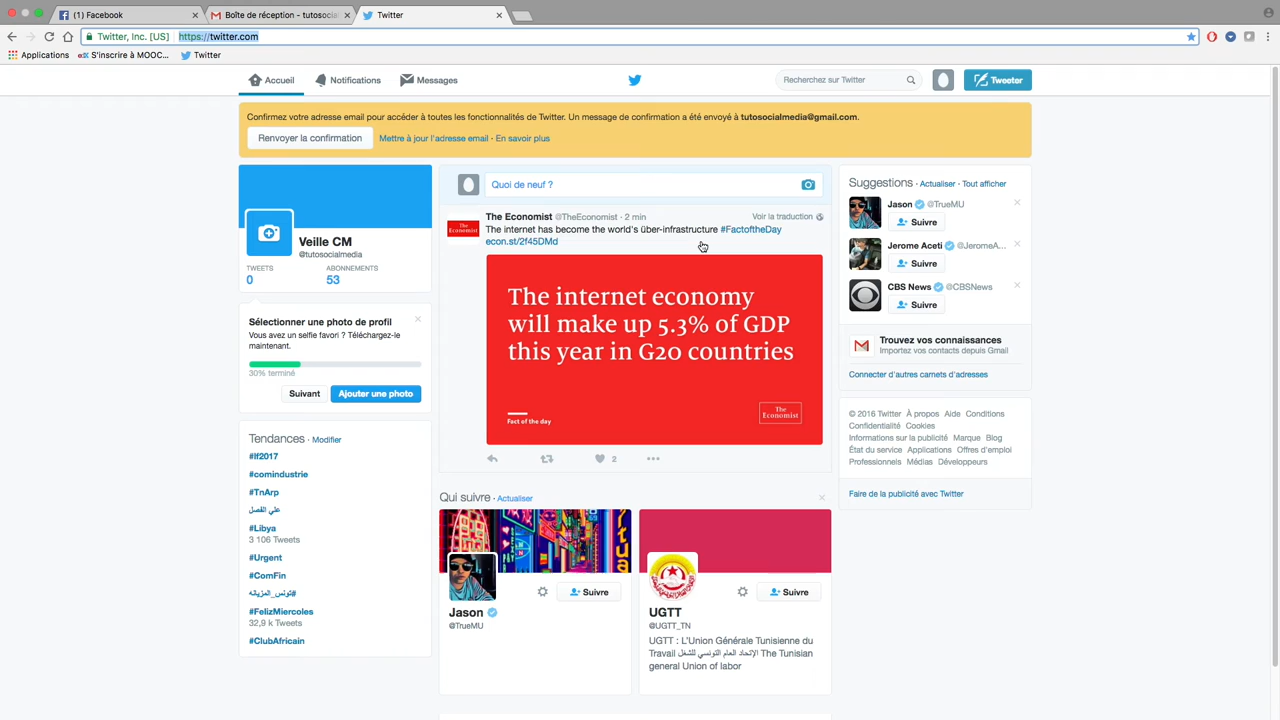 (1) Facebook
Boîte de réception - tutosocial
Twitter
Twitter, Inc. [US] https://twitter.com
Applications
S'inscrire à MOOC...
Twitter
Accueil
Notifications
Messages
Recherchez sur Twitter
Tweeter
Confirmez votre adresse email pour accéder à toutes les fonctionnalités de Twitter. Un message de confirmation a été envoyé à tutosocialmedia@gmail.com.
Renvoyer la confirmation
Mettre à jour l'adresse email · En savoir plus
Veille CM
@tutosocialmedia
TWEETS ABONNEMENTS
0 53
Sélectionner une photo de profil
Vous avez un selfie favori ? Téléchargez-le
maintenant.
30% terminé
Suivant
Ajouter une photo
Tendances · Modifier
#lf2017
#comindustrie
#TnArp
علي الفصل
#Libya
3 106 Tweets
#Urgent
#ComFin
#تونس_المزيانه
#FelizMiercoles
32,9 k Tweets
#ClubAfricain
Quoi de neuf ?
The Economist @TheEconomist · 2 min
Voir la traduction
The internet has become the world's über-infrastructure #FactoftheDay
econ.st/2f45DMd
The internet economy
will make up 5.3% of GDP
this year in G20 countries
Fact of the day
The
Economist
2
Qui suivre · Actualiser
Jason
@TrueMU
Suivre
UGTT
@UGTT_TN
Suivre
UGTT : L'Union Générale Tunisienne du
Travail الإتحاد العام التونسي للشغل The Tunisian
general Union of labor
Suggestions · Actualiser · Tout afficher
Jason @TrueMU
Suivre
Jerome Aceti @JeromeA...
Suivre
CBS News @CBSNews
Suivre
Trouvez vos connaissances
Importez vos contacts depuis Gmail
Connecter d'autres carnets d'adresses
© 2016 Twitter À propos Aide Conditions
Confidentialité Cookies
Informations sur la publicité Marque Blog
État du service Applications Offres d'emploi
Professionnels Médias Développeurs
Faire de la publicité avec Twitter